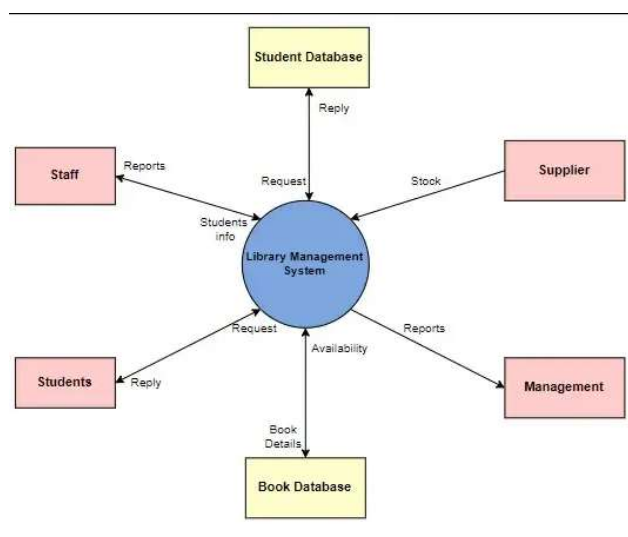 Student Database
Reply
Staff
Reports
Supplier
Request
Stock
Students
info
Library Management
System
Request
Availability
Reports
Students
Reply
Management
Book
Details
Book Database